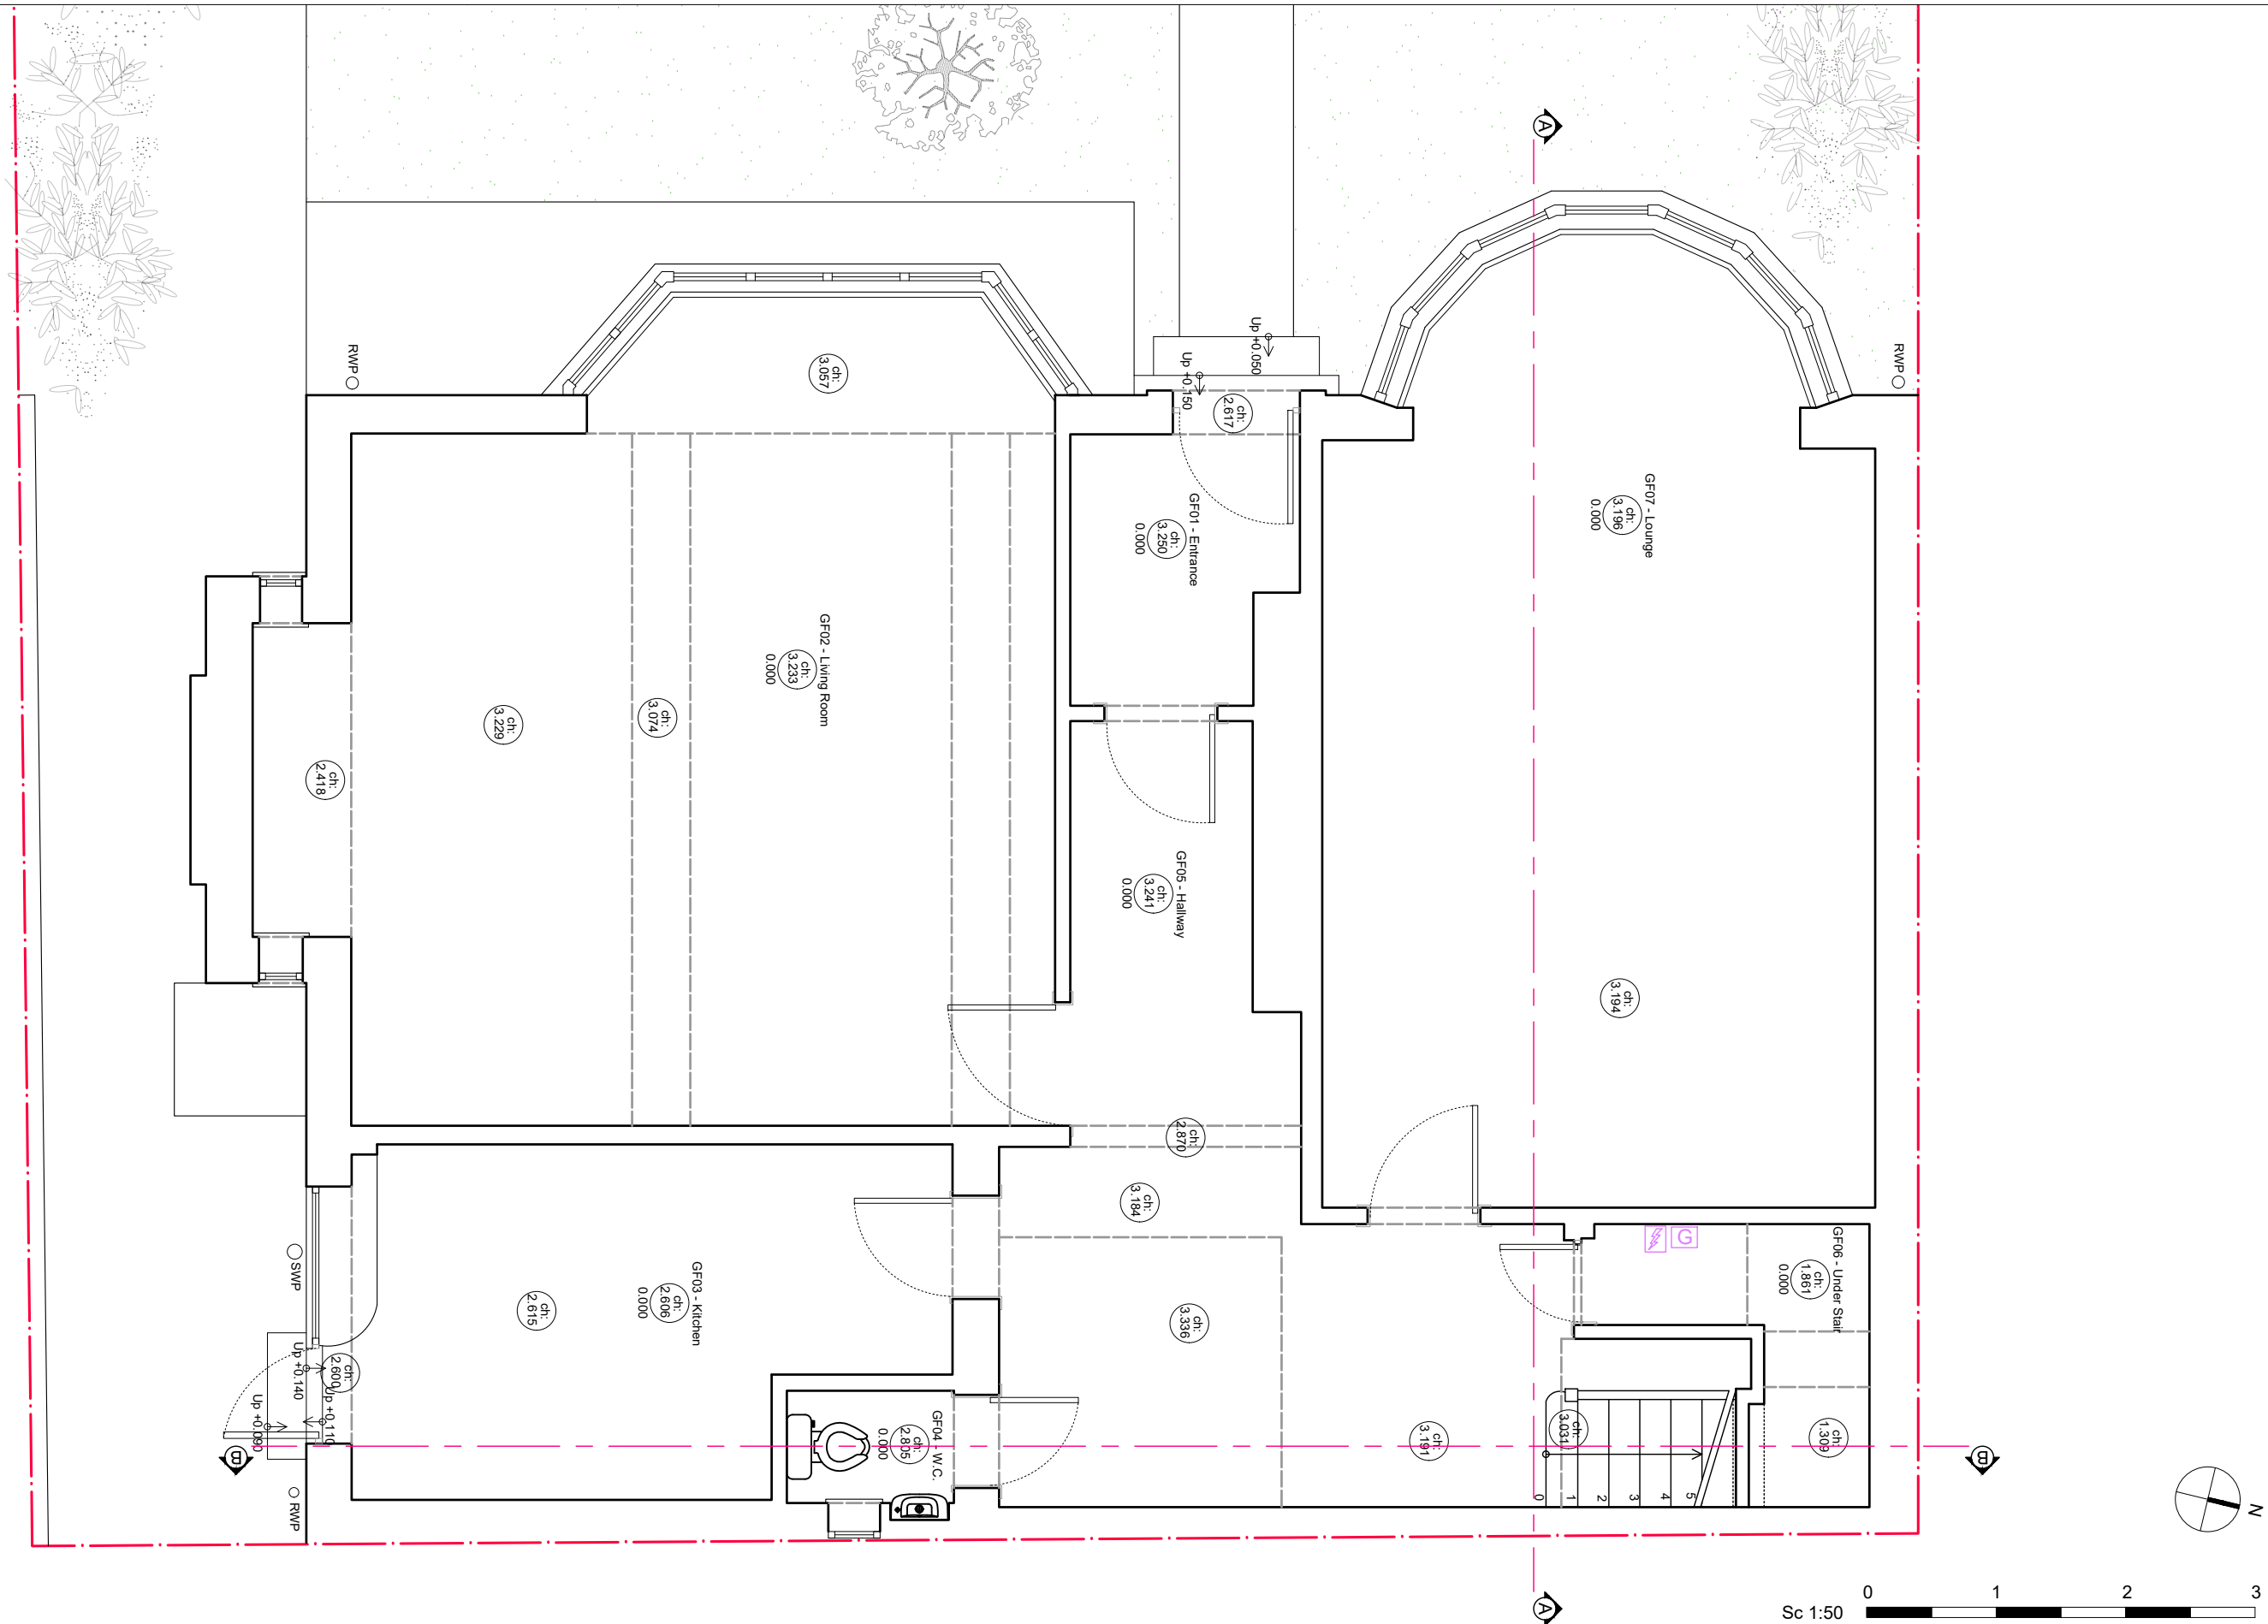 A
RWP
RWP
Up +0.050
Up +0.150
ch:
2.617
ch:
3.057
GF07 - Lounge
ch:
3.196
0.000
GF01 - Entrance
ch:
3.250
0.000
GF02 - Living Room
ch:
3.233
0.000
ch:
3.074
ch:
3.229
ch:
2.418
GF05 - Hallway
ch:
3.241
0.000
ch:
3.194
ch:
2.870
ch:
3.184
ch:
3.336
G
GF06 - Under Stair
ch:
1.861
0.000
GF03 - Kitchen
ch:
2.606
0.000
ch:
2.615
SWP
Up +0.140
ch:
2.600
Up +0.110
Up +0.090
B
RWP
GF04 - W.C.
ch:
2.805
0.000
ch:
3.191
ch:
3.031
ch:
1.309
0
1
2
3
4
5
B
N
A
Sc 1:50
0
1
2
3